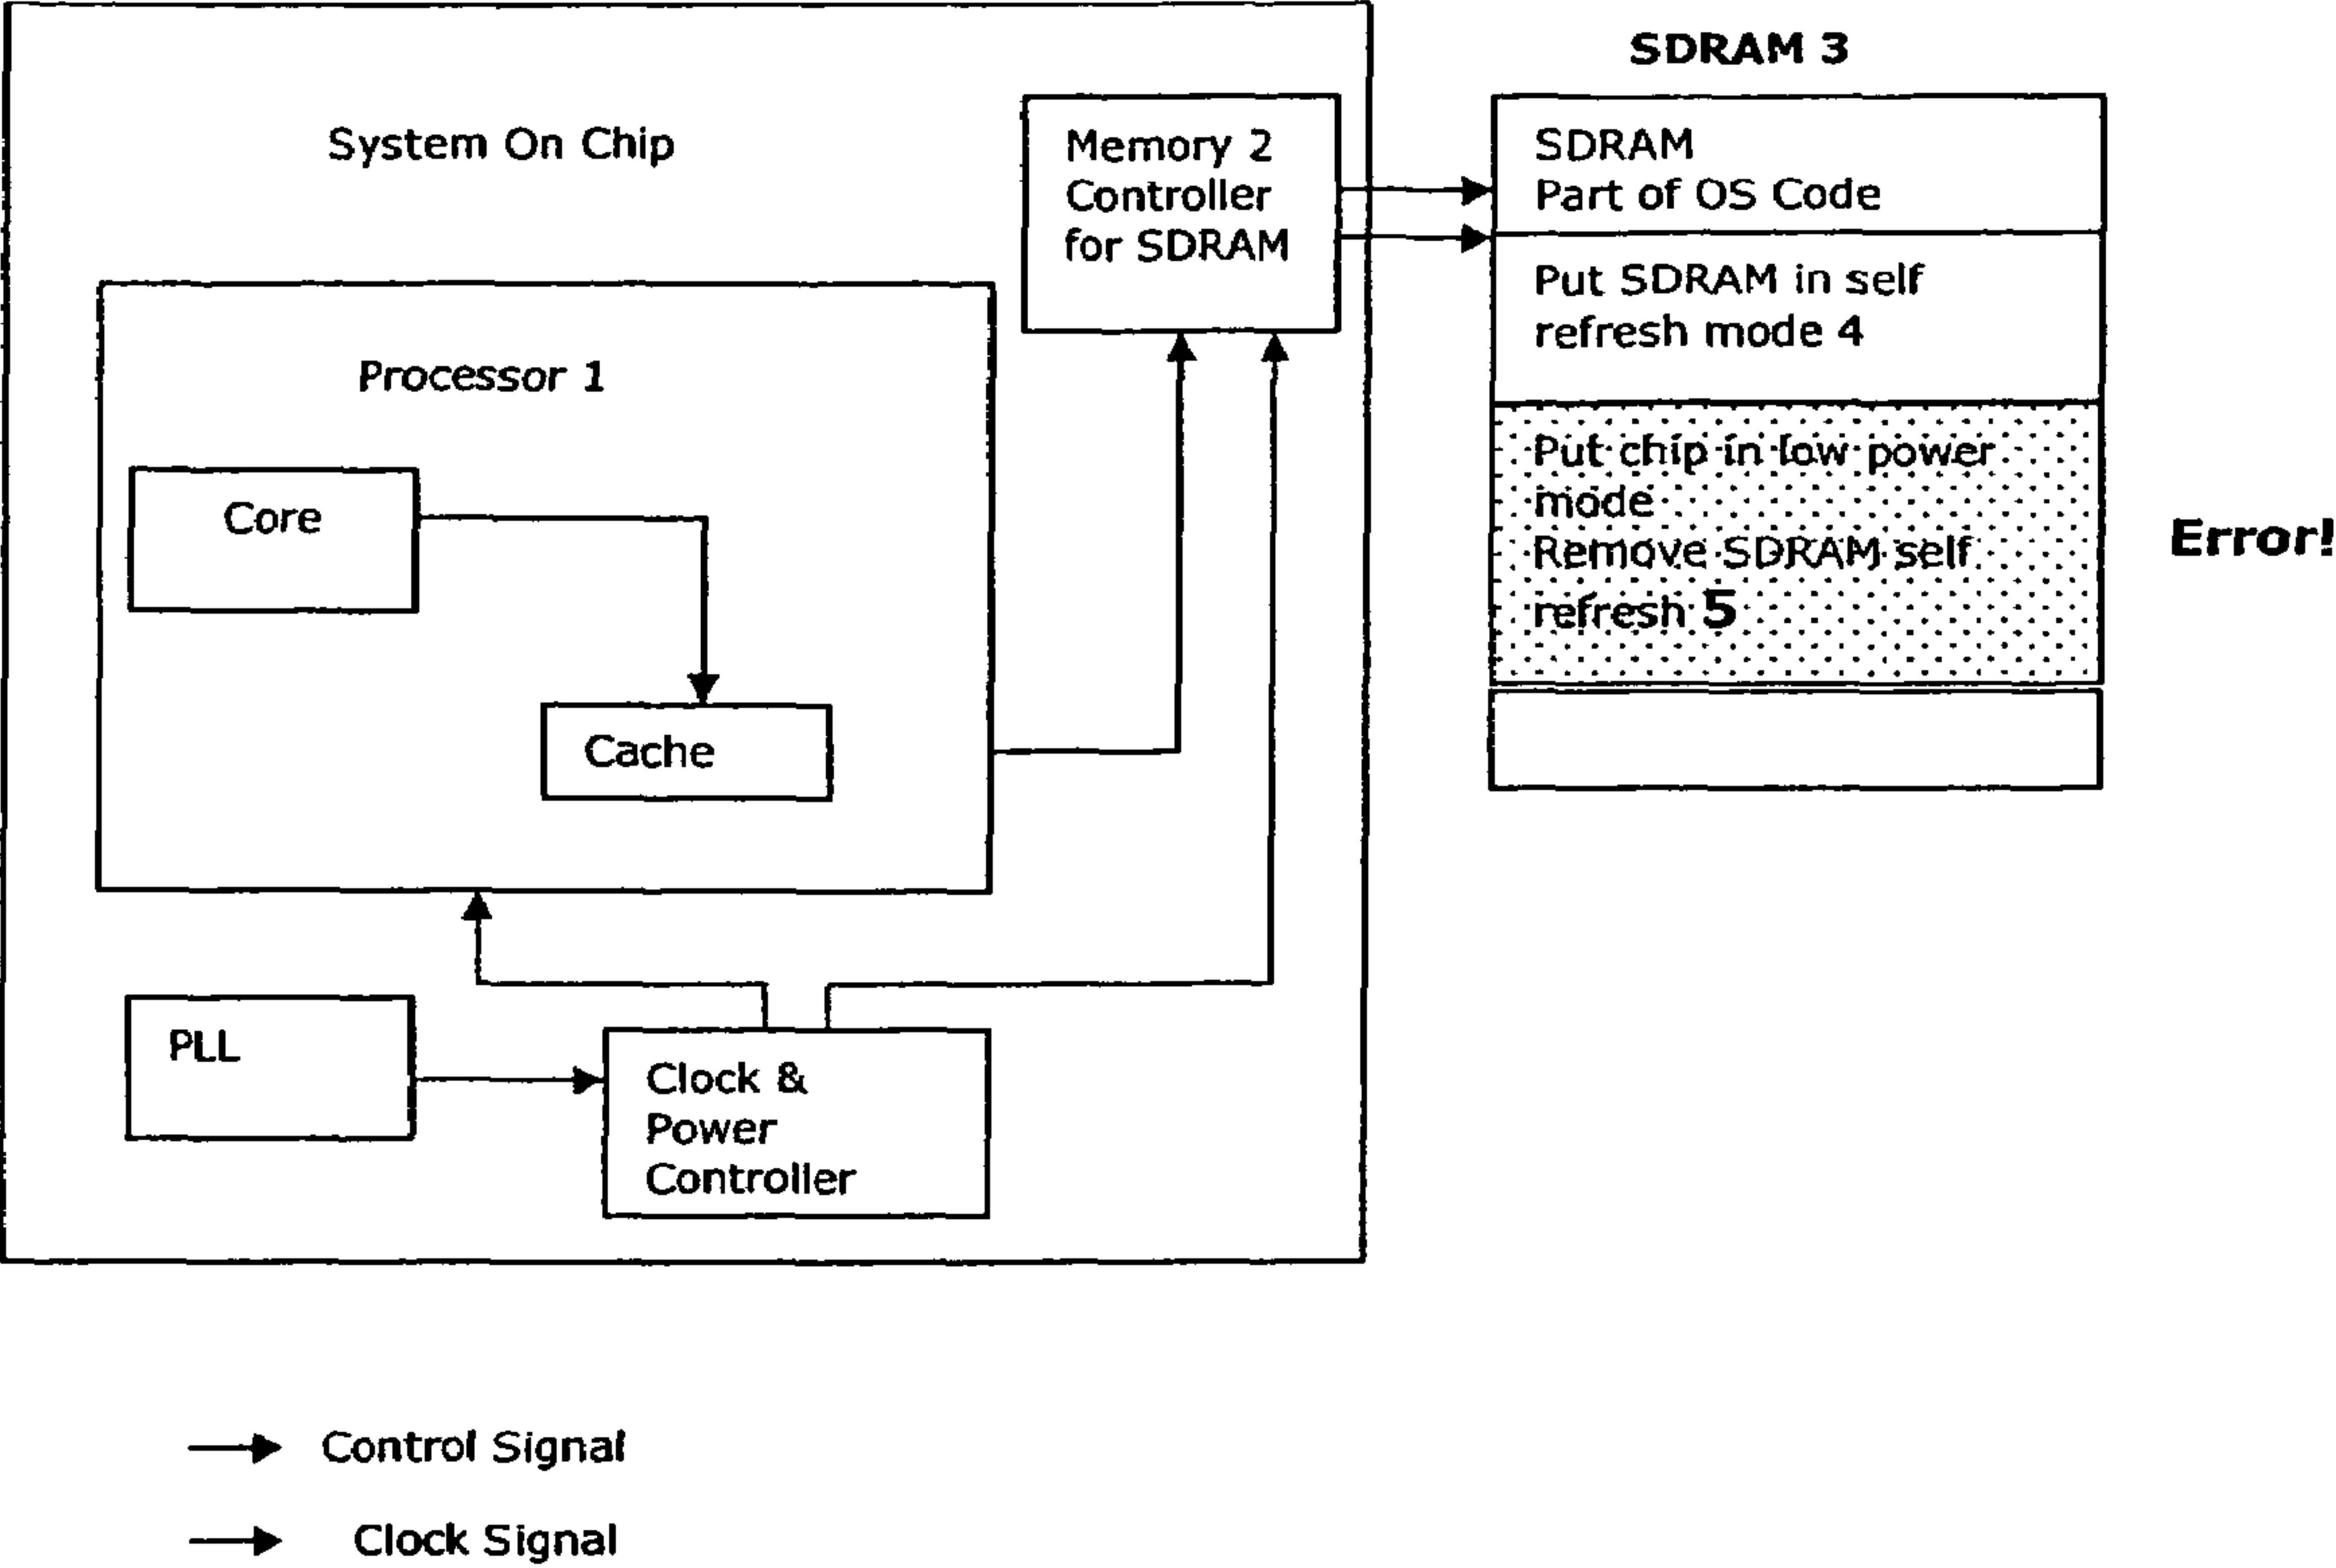 SDRAM 3
System On Chip
Memory 2
Controller
for SDRAM
SDRAM
Part of OS Code
Put SDRAM in self
refresh mode 4
Processor 1
Put chip in low power
mode
Remove SDRAM self
refresh 5
Error!
Core
Cache
PLL
Clock &
Power
Controller
Control Signal
Clock Signal